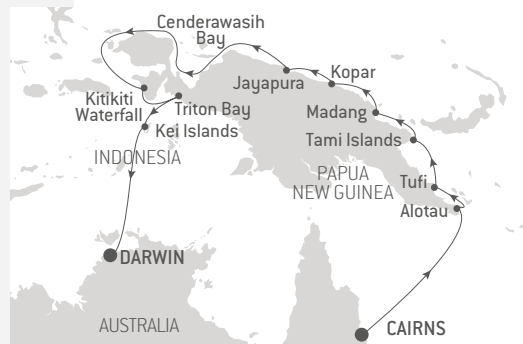 Cenderawasih
Bay
Jayapura
Kopar
Kitikiti
Waterfall
Triton Bay
Madang
Kei Islands
Tami Islands
INDONESIA
PAPUA
NEW GUINEA
Tufi
Alotau
DARWIN
AUSTRALIA
CAIRNS